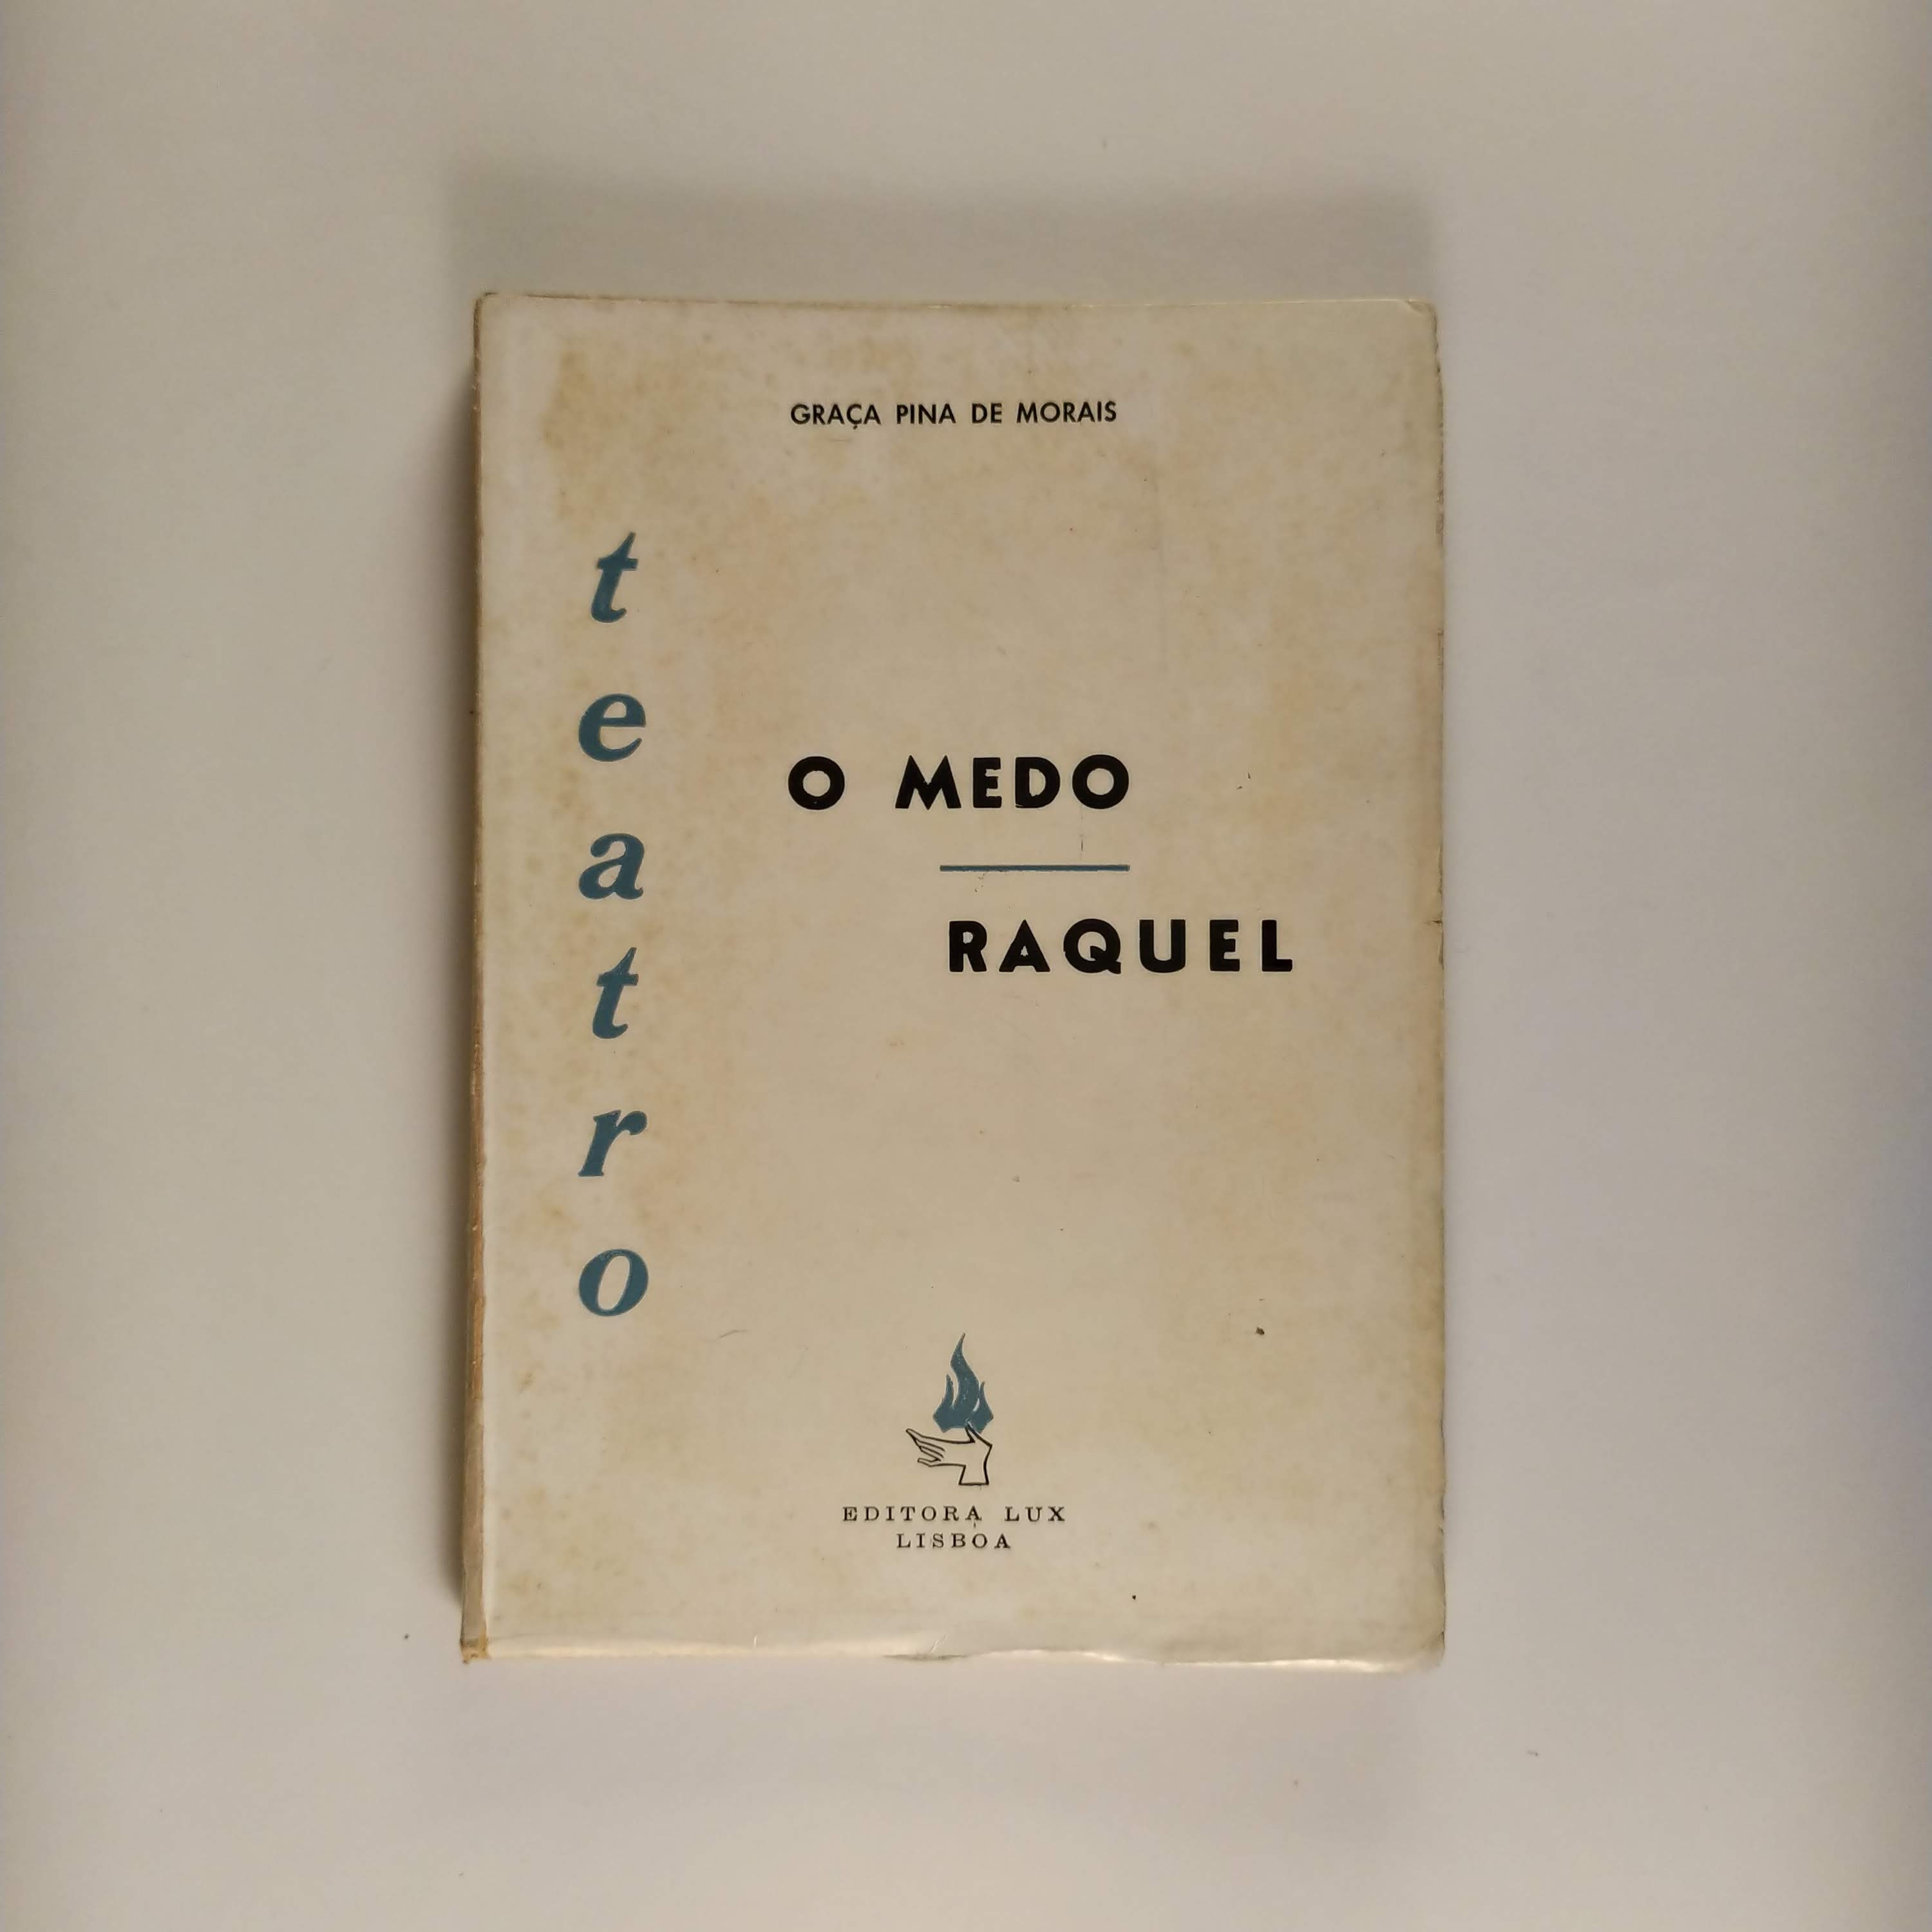 GRAÇA PINA DE MORAIS
teatro
O MEDO
RAQUEL
EDITORA LUX
LISBOA